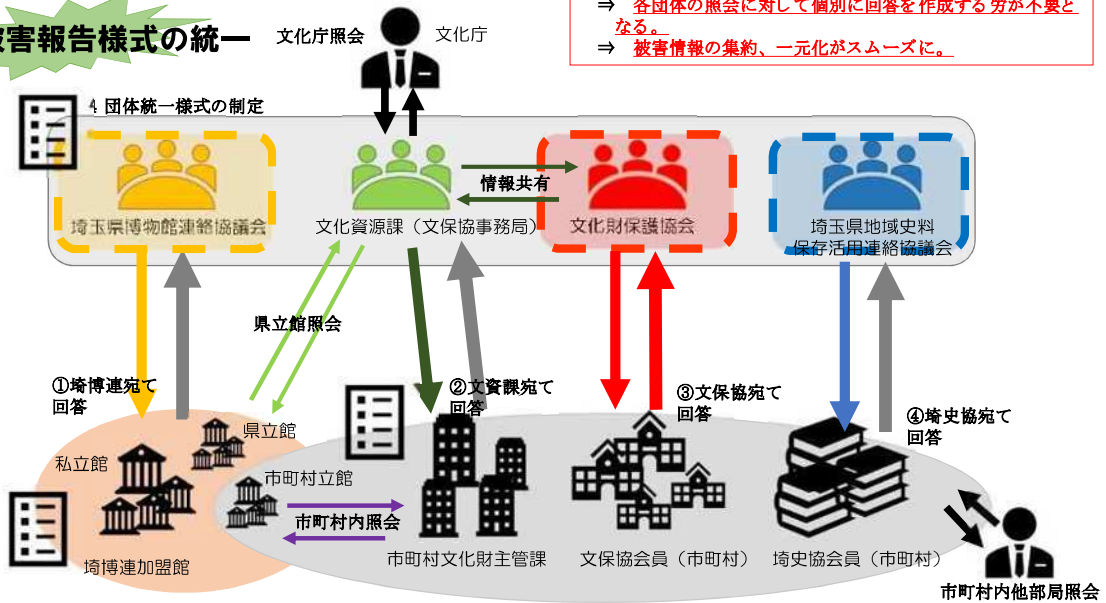 ⇒ 各団体の照会に対して個別に回答を作成する労が不要と
なる。
⇒ 被害情報の集約、一元化がスムーズに。
害報告様式の統一
文化庁照会
文化庁
4 団体統一様式の制定
情報共有
埼玉県博物館連絡協議会
文化資源課(文保協事務局)
文化財保護協会
埼玉県地域史料
保存活用連絡協議会
県立館照会
①埼博連宛て
回答
②文資課宛て
回答
③文保協宛て
回答
④埼史協宛て
回答
県立館
私立館
市町村立館
市町村内照会
埼博連加盟館
市町村文化財主管課
文保協会員(市町村)
埼史協会員(市町村)
市町村内他部局照会